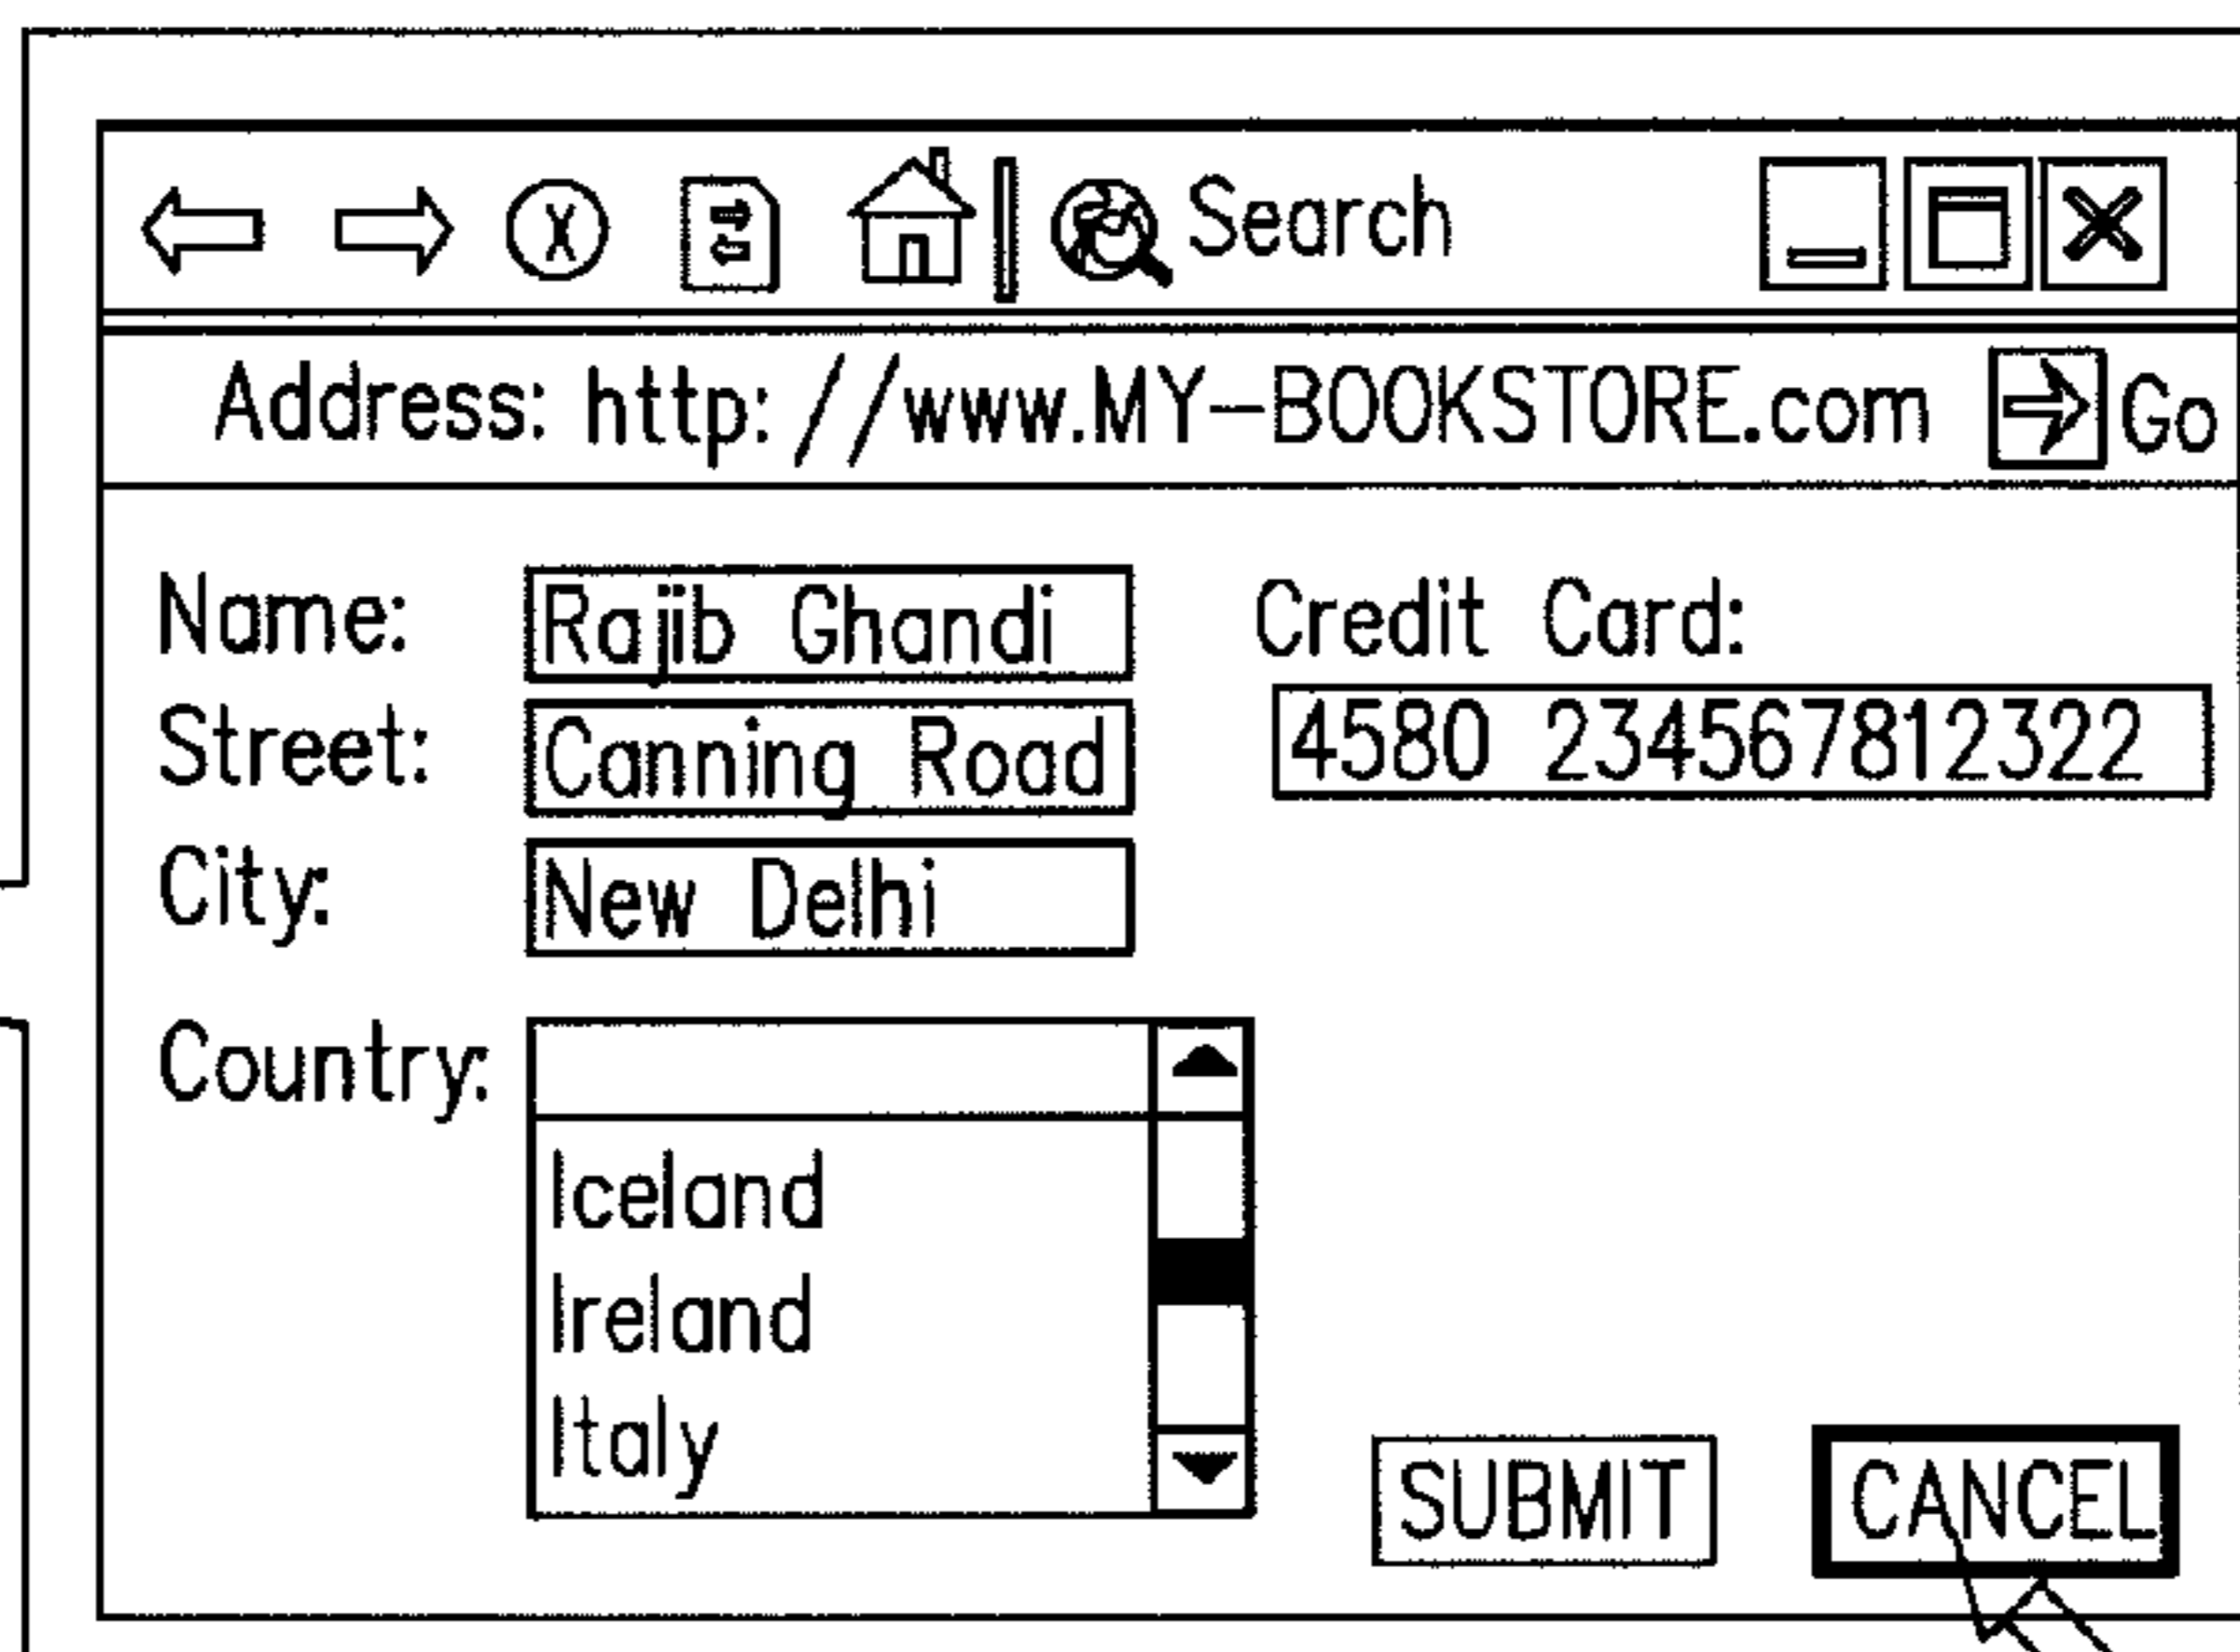 Search
Address: http://www.MY-BOOKSTORE.com Go
Name: Rajib Ghandi Credit Card:
Street: Canning Road 4580 234567812322
City: New Delhi
Country:
Iceland
Ireland
Italy
SUBMIT CANCEL